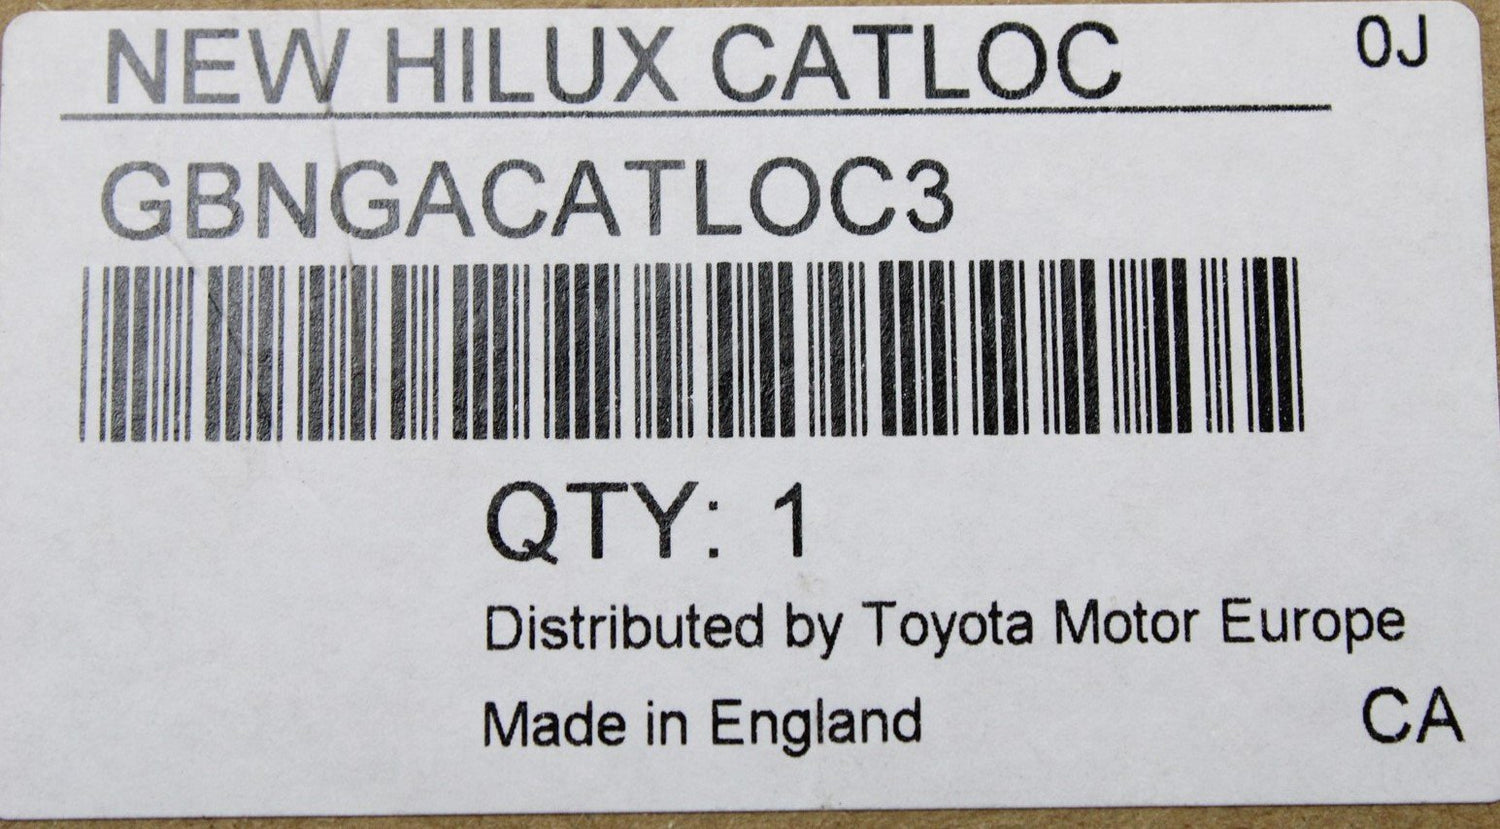 NEW HILUX CATLOC
0J
GBNGACATLOC3
QTY: 1
Distributed by Toyota Motor Europe
Made in England
CA